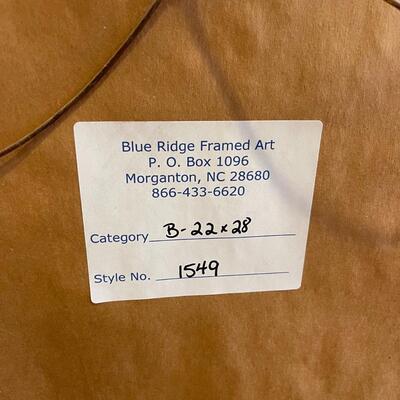 Blue Ridge Framed Art
P. O. Box 1096
Morganton, NC 28680
866-433-6620
Category B-22x28
Style No. 1549